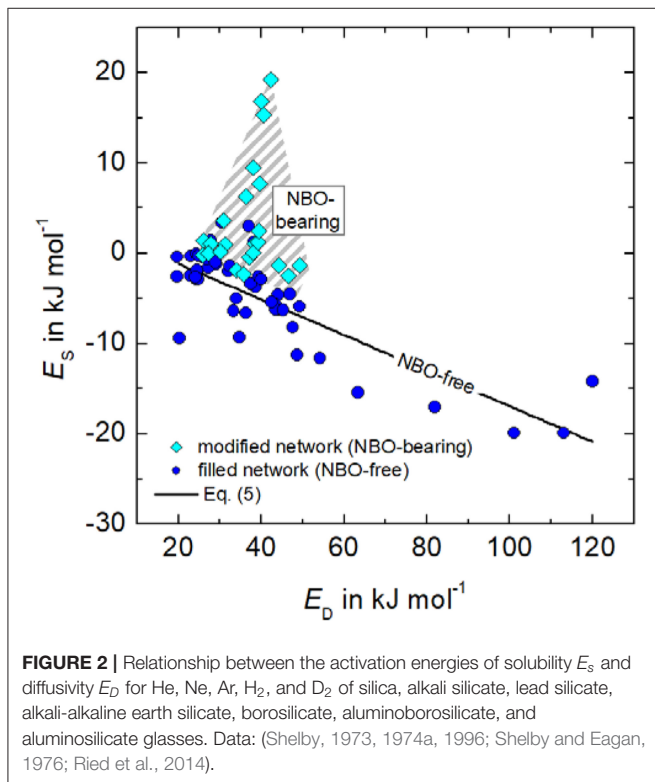 20
10
0
-10
-20
-30
E_S in kJ mol⁻¹
NBO-
bearing
NBO-free
modified network (NBO-bearing)
filled network (NBO-free)
Eq. (5)
20 40 60 80 100 120
E_D in kJ mol⁻¹
FIGURE 2 | Relationship between the activation energies of solubility E_s and
diffusivity E_D for He, Ne, Ar, H₂, and D₂ of silica, alkali silicate, lead silicate,
alkali-alkaline earth silicate, borosilicate, aluminoborosilicate, and
aluminosilicate glasses. Data: (Shelby, 1973, 1974a, 1996; Shelby and Eagan,
1976; Ried et al., 2014).